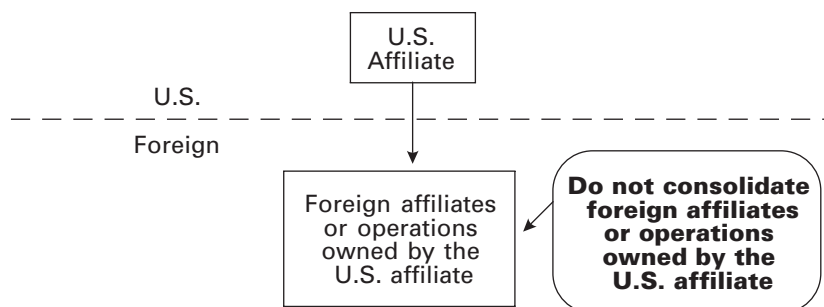 U.S.
Affiliate
U.S.
Foreign
Foreign affiliates
or operations
owned by the
U.S. affiliate
Do not consolidate
foreign affiliates
or operations
owned by the
U.S. affiliate